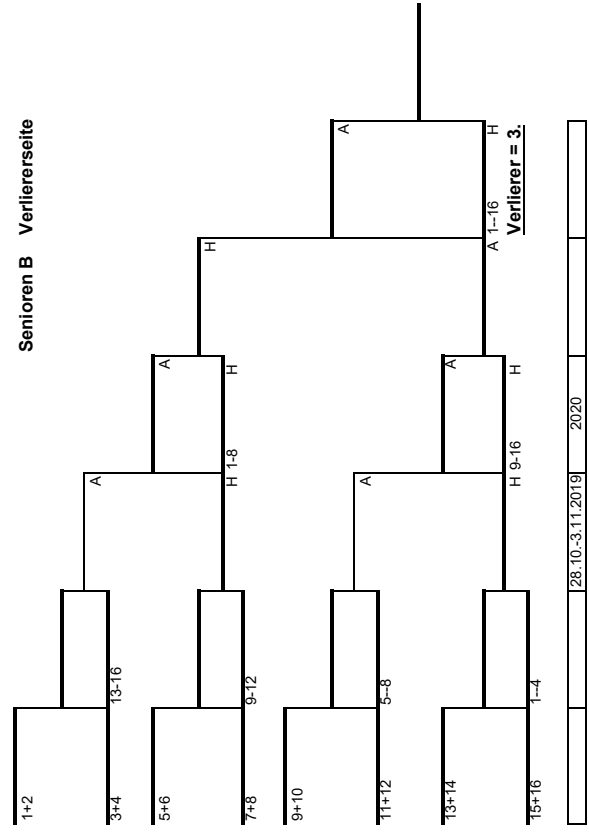 Senioren B Verliererseite
1+2
A
3+4 13-16
5+6 A
H
H 1-8 H
7+8 9-12
9+10
A
A
11+12 5--8
13+14 A
A 1--16 H
H 9-16 H
Verlierer = 3.
15+16 1--4
28.10.-3.11.2019 2020